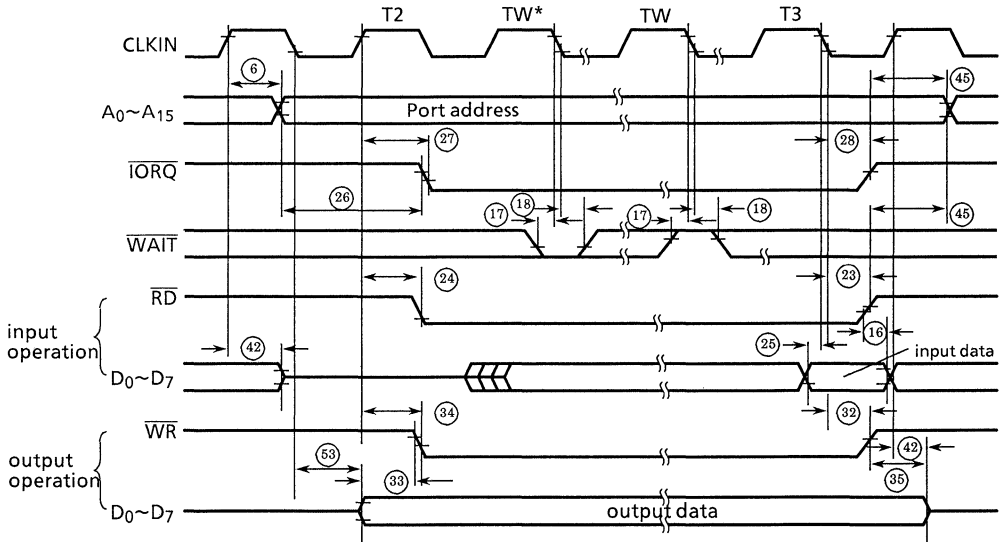 T2 TW* TW T3
CLKIN
6 45
A0~A15 Port address
27 28
IORQ
26
17 18 17 18 45
WAIT
24 23
RD
input operation
16
42 25 input data
D0~D7
34 32
WR
output operation
53 33 42
35
D0~D7 output data